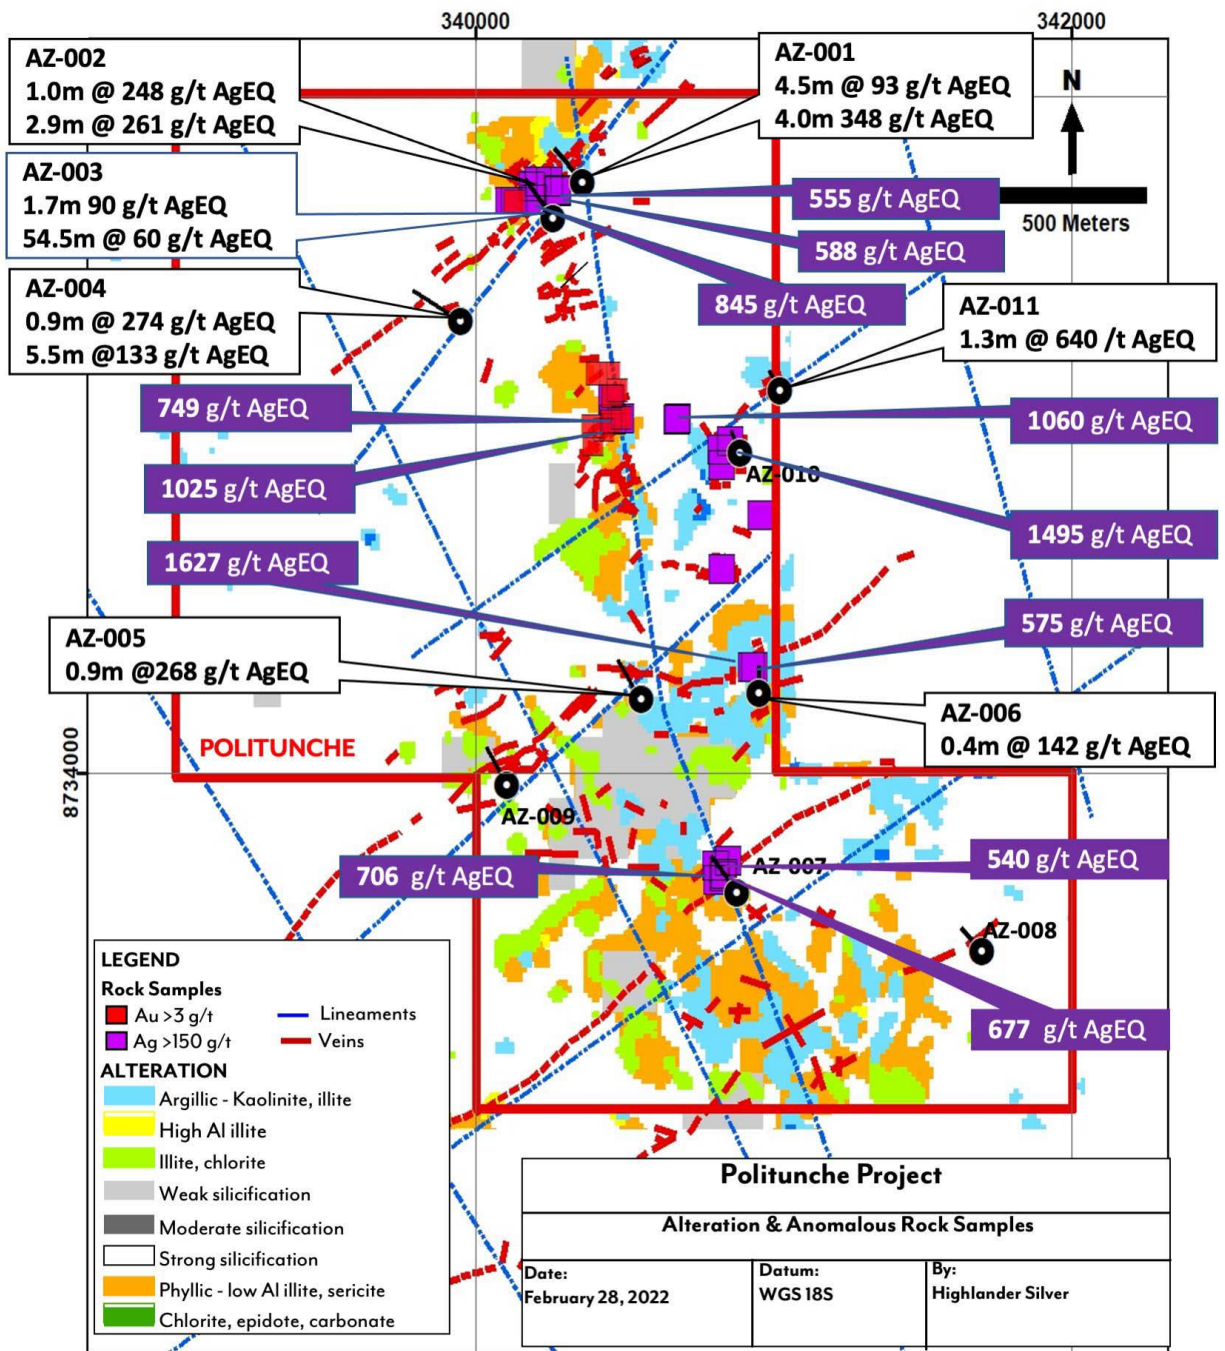 340000
342000
AZ-002
1.0m @ 248 g/t AgEQ
2.9m @ 261 g/t AgEQ
AZ-001
4.5m @ 93 g/t AgEQ
4.0m 348 g/t AgEQ
N
500 Meters
AZ-003
1.7m 90 g/t AgEQ
54.5m @ 60 g/t AgEQ
555 g/t AgEQ
588 g/t AgEQ
845 g/t AgEQ
AZ-004
0.9m @ 274 g/t AgEQ
5.5m @133 g/t AgEQ
AZ-011
1.3m @ 640 /t AgEQ
749 g/t AgEQ
1060 g/t AgEQ
1025 g/t AgEQ
AZ-010
1495 g/t AgEQ
1627 g/t AgEQ
575 g/t AgEQ
AZ-005
0.9m @268 g/t AgEQ
AZ-006
0.4m @ 142 g/t AgEQ
POLITUNCHE
8734000
AZ-009
706 g/t AgEQ
AZ-007
540 g/t AgEQ
AZ-008
677 g/t AgEQ
LEGEND
Rock Samples
Au >3 g/t
Lineaments
Ag >150 g/t
Veins
ALTERATION
Argillic - Kaolinite, illite
High Al illite
Illite, chlorite
Weak silicification
Moderate silicification
Strong silicification
Phyllic - low Al illite, sericite
Chlorite, epidote, carbonate
Politunche Project
Alteration & Anomalous Rock Samples
Date:
February 28, 2022
Datum:
WGS 18S
By:
Highlander Silver